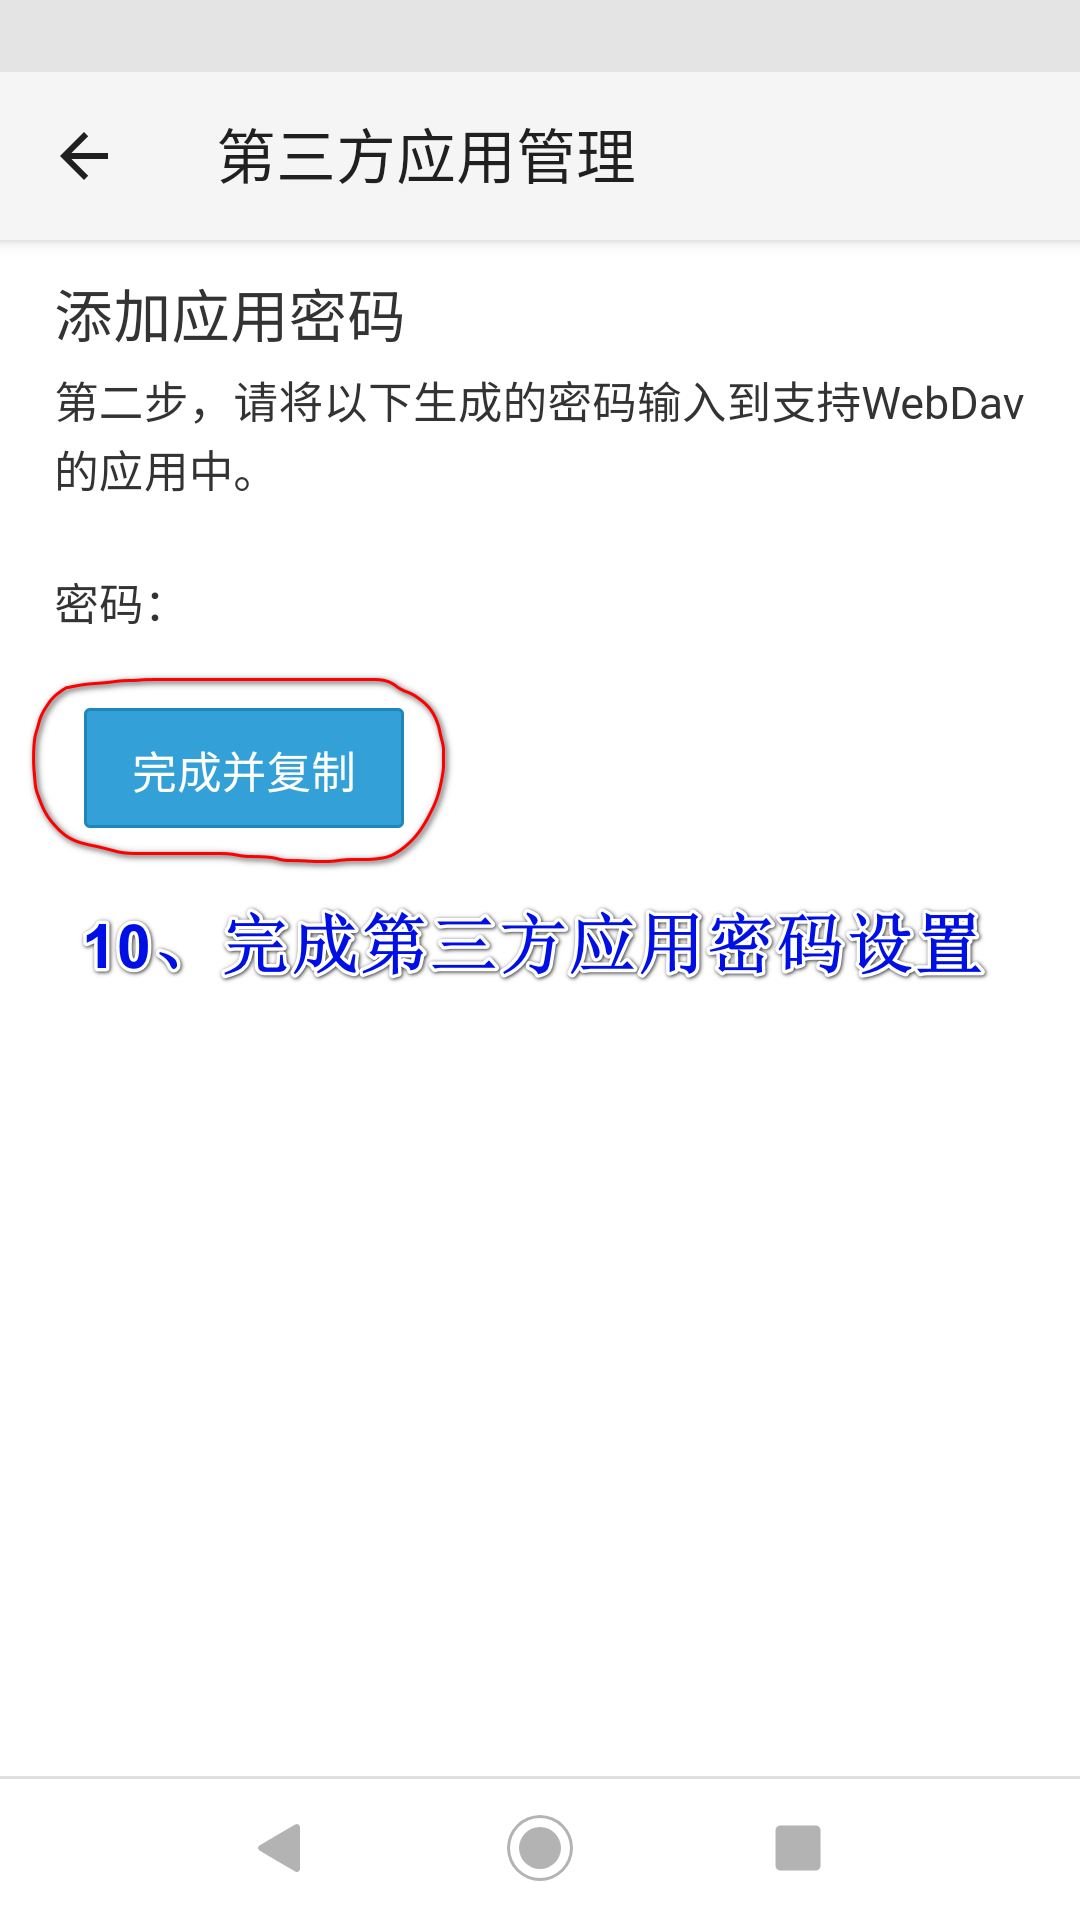 第三方应用管理
添加应用密码
第二步，请将以下生成的密码输入到支持WebDav
的应用中。
密码：
完成并复制
10、完成第三方应用密码设置